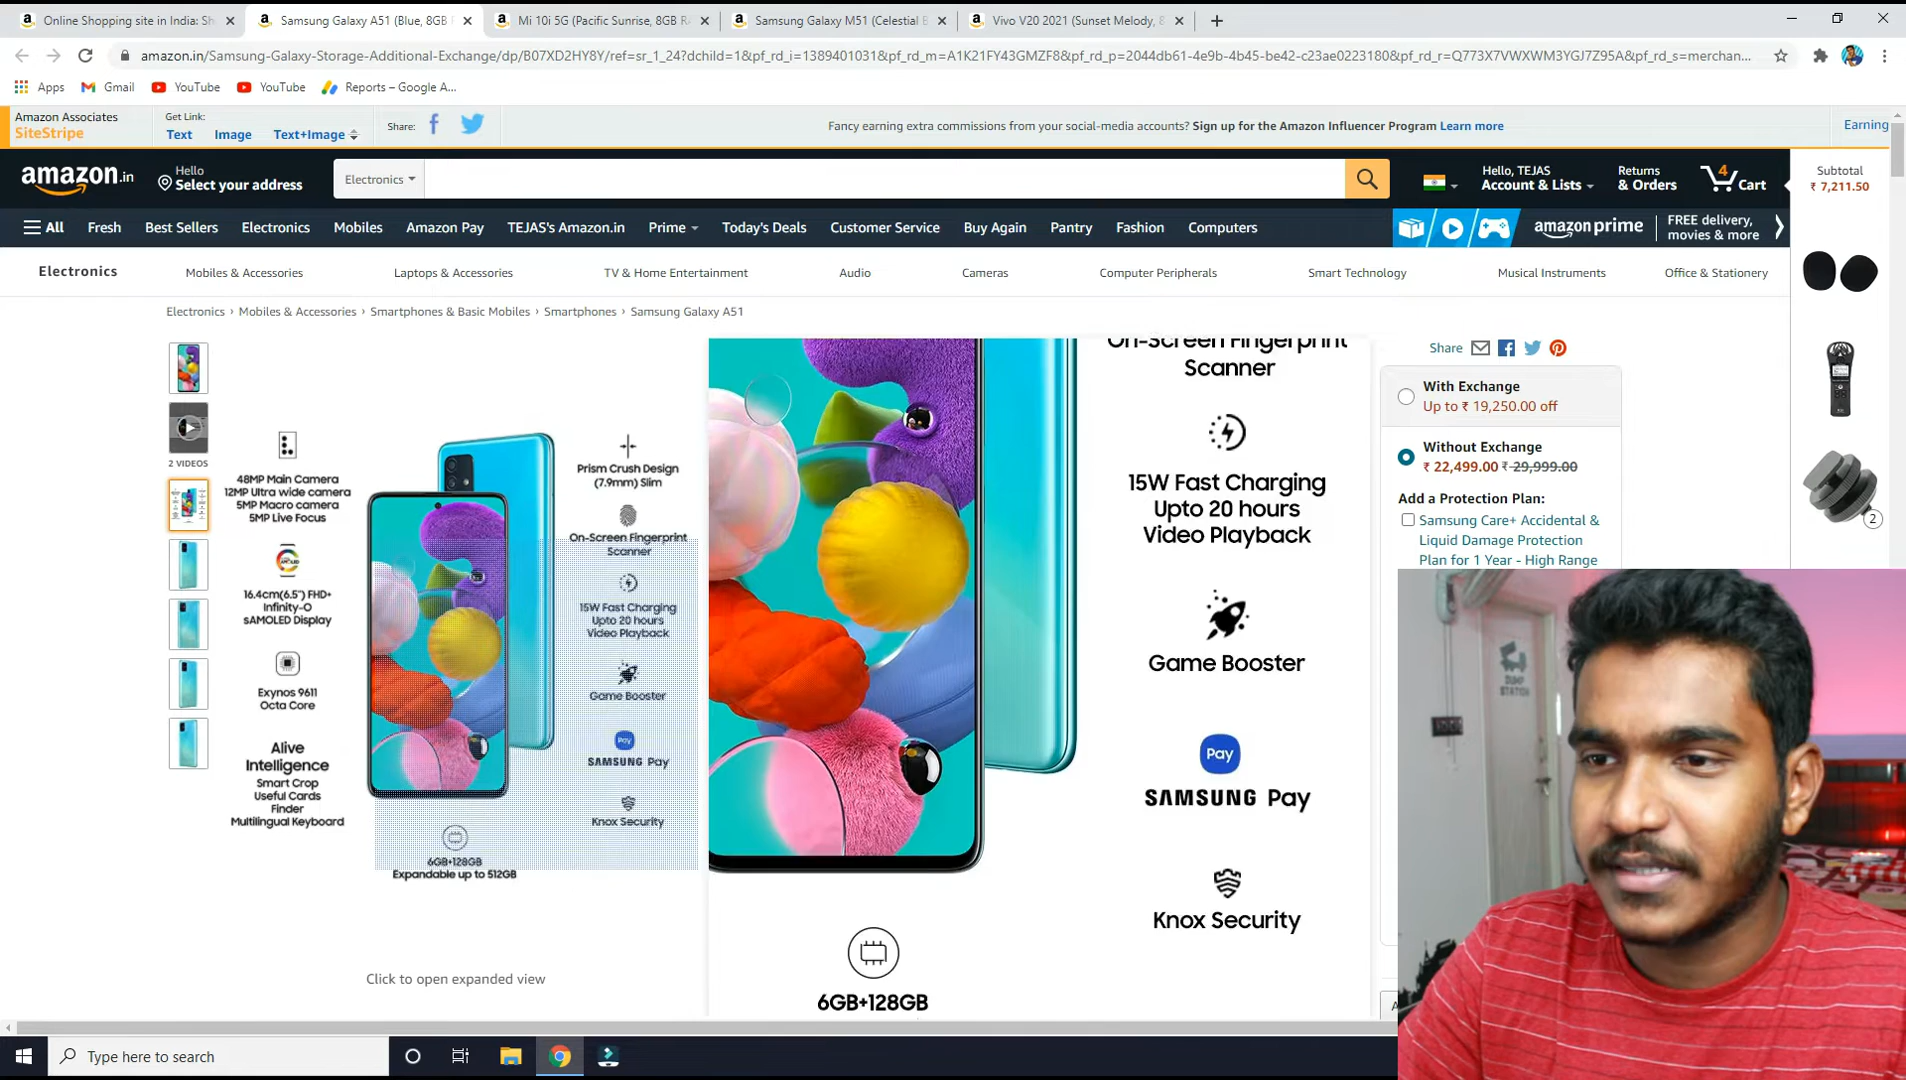 Online Shopping site in India: Sh
Samsung Galaxy A51 (Blue, 8GB R
Mi 10i 5G (Pacific Sunrise, 8GB RA
Samsung Galaxy M51 (Celestial B
Vivo V20 2021 (Sunset Melody, 8
amazon.in/Samsung-Galaxy-Storage-Additional-Exchange/dp/B07XD2HY8Y/ref=sr_1_24?dchild=1&pf_rd_i=1389401031&pf_rd_m=A1K21FY43GMZF8&pf_rd_p=2044db61-4e9b-4b45-be42-c23ae0223180&pf_rd_r=Q773X7VWXWM3YGJ7Z95A&pf_rd_s=merchan...
Apps
Gmail
YouTube
YouTube
Reports – Google A...
Amazon Associates
SiteStripe
Get Link:
Text
Image
Text+Image
Share:
Fancy earning extra commissions from your social-media accounts? Sign up for the Amazon Influencer Program Learn more
Earning
amazon.in
Hello
Select your address
Electronics
Hello, TEJAS
Account & Lists
Returns
& Orders
4
Cart
Subtotal
₹ 7,211.50
All
Fresh
Best Sellers
Electronics
Mobiles
Amazon Pay
TEJAS's Amazon.in
Prime
Today's Deals
Customer Service
Buy Again
Pantry
Fashion
Computers
amazon prime
FREE delivery,
movies & more
Electronics
Mobiles & Accessories
Laptops & Accessories
TV & Home Entertainment
Audio
Cameras
Computer Peripherals
Smart Technology
Musical Instruments
Office & Stationery
Electronics › Mobiles & Accessories › Smartphones & Basic Mobiles › Smartphones › Samsung Galaxy A51
2 VIDEOS
48MP Main Camera
12MP Ultra wide camera
5MP Macro camera
5MP Live Focus
AMOLED
16.4cm(6.5") FHD+
Infinity-O
sAMOLED Display
Exynos 9611
Octa Core
Alive
Intelligence
Smart Crop
Useful Cards
Finder
Multilingual Keyboard
Prism Crush Design
(7.9mm) Slim
On-Screen Fingerprint
Scanner
15W Fast Charging
Upto 20 hours
Video Playback
Game Booster
Pay
SAMSUNG Pay
Knox Security
6GB+128GB
Expandable up to 512GB
Click to open expanded view
On-Screen Fingerprint
Scanner
15W Fast Charging
Upto 20 hours
Video Playback
Game Booster
Pay
SAMSUNG Pay
Knox Security
6GB+128GB
Share
With Exchange
Up to ₹ 19,250.00 off
Without Exchange
₹ 22,499.00 ₹ 29,999.00
Add a Protection Plan:
Samsung Care+ Accidental &
Liquid Damage Protection
Plan for 1 Year - High Range
2
DUMP
STATION
Type here to search